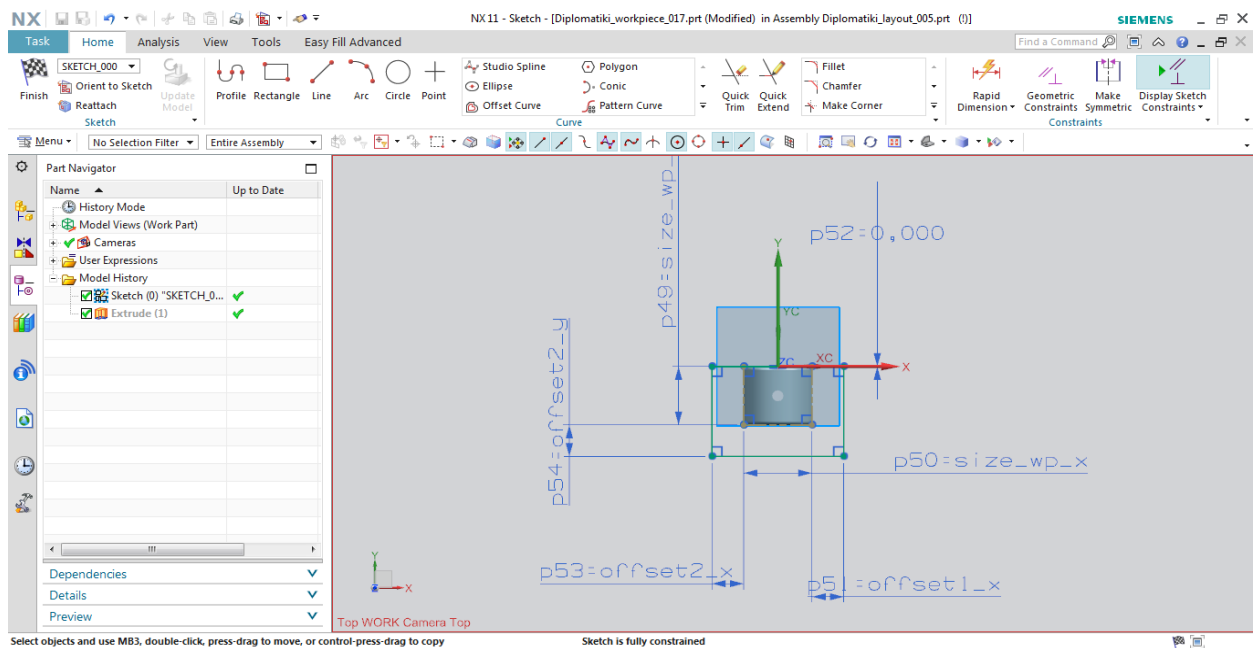 NX
NX 11 - Sketch - [Diplomatiki_workpiece_017.prt (Modified)  in Assembly Diplomatiki_layout_005.prt  (!)]
SIEMENS
Task Home Analysis View Tools Easy Fill Advanced
Find a Command
SKETCH_000
Orient to Sketch
Reattach
Finish
Update Model
Sketch
Profile Rectangle Line Arc Circle Point
Studio Spline Polygon
Ellipse Conic
Offset Curve Pattern Curve
Curve
Quick Trim
Quick Extend
Fillet
Chamfer
Make Corner
Rapid Dimension
Geometric Constraints
Make Symmetric
Display Sketch Constraints
Constraints
Menu No Selection Filter Entire Assembly
Part Navigator
Name Up to Date
History Mode
Model Views (Work Part)
Cameras
User Expressions
Model History
Sketch (0) "SKETCH_0...
Extrude (1)
Dependencies
Details
Preview
p49=size_wp_
p52=0,000
Y
YC
ZC
XC
X
p54=offset2_y
p50=size_wp_x
p53=offset2_x
p51=offset1_x
Y
X
Top WORK Camera Top
Select objects and use MB3, double-click, press-drag to move, or control-press-drag to copy
Sketch is fully constrained